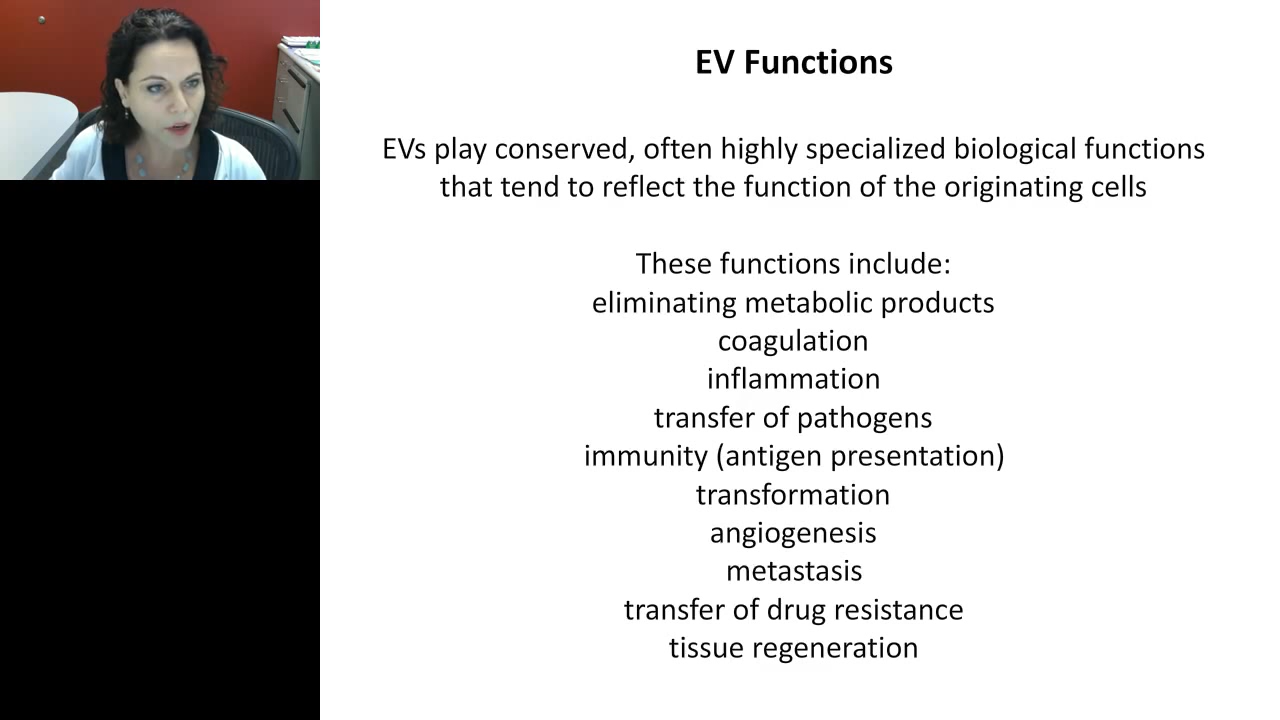 EV Functions
EVs play conserved, often highly specialized biological functions
that tend to reflect the function of the originating cells
These functions include:
eliminating metabolic products
coagulation
inflammation
transfer of pathogens
immunity (antigen presentation)
transformation
angiogenesis
metastasis
transfer of drug resistance
tissue regeneration